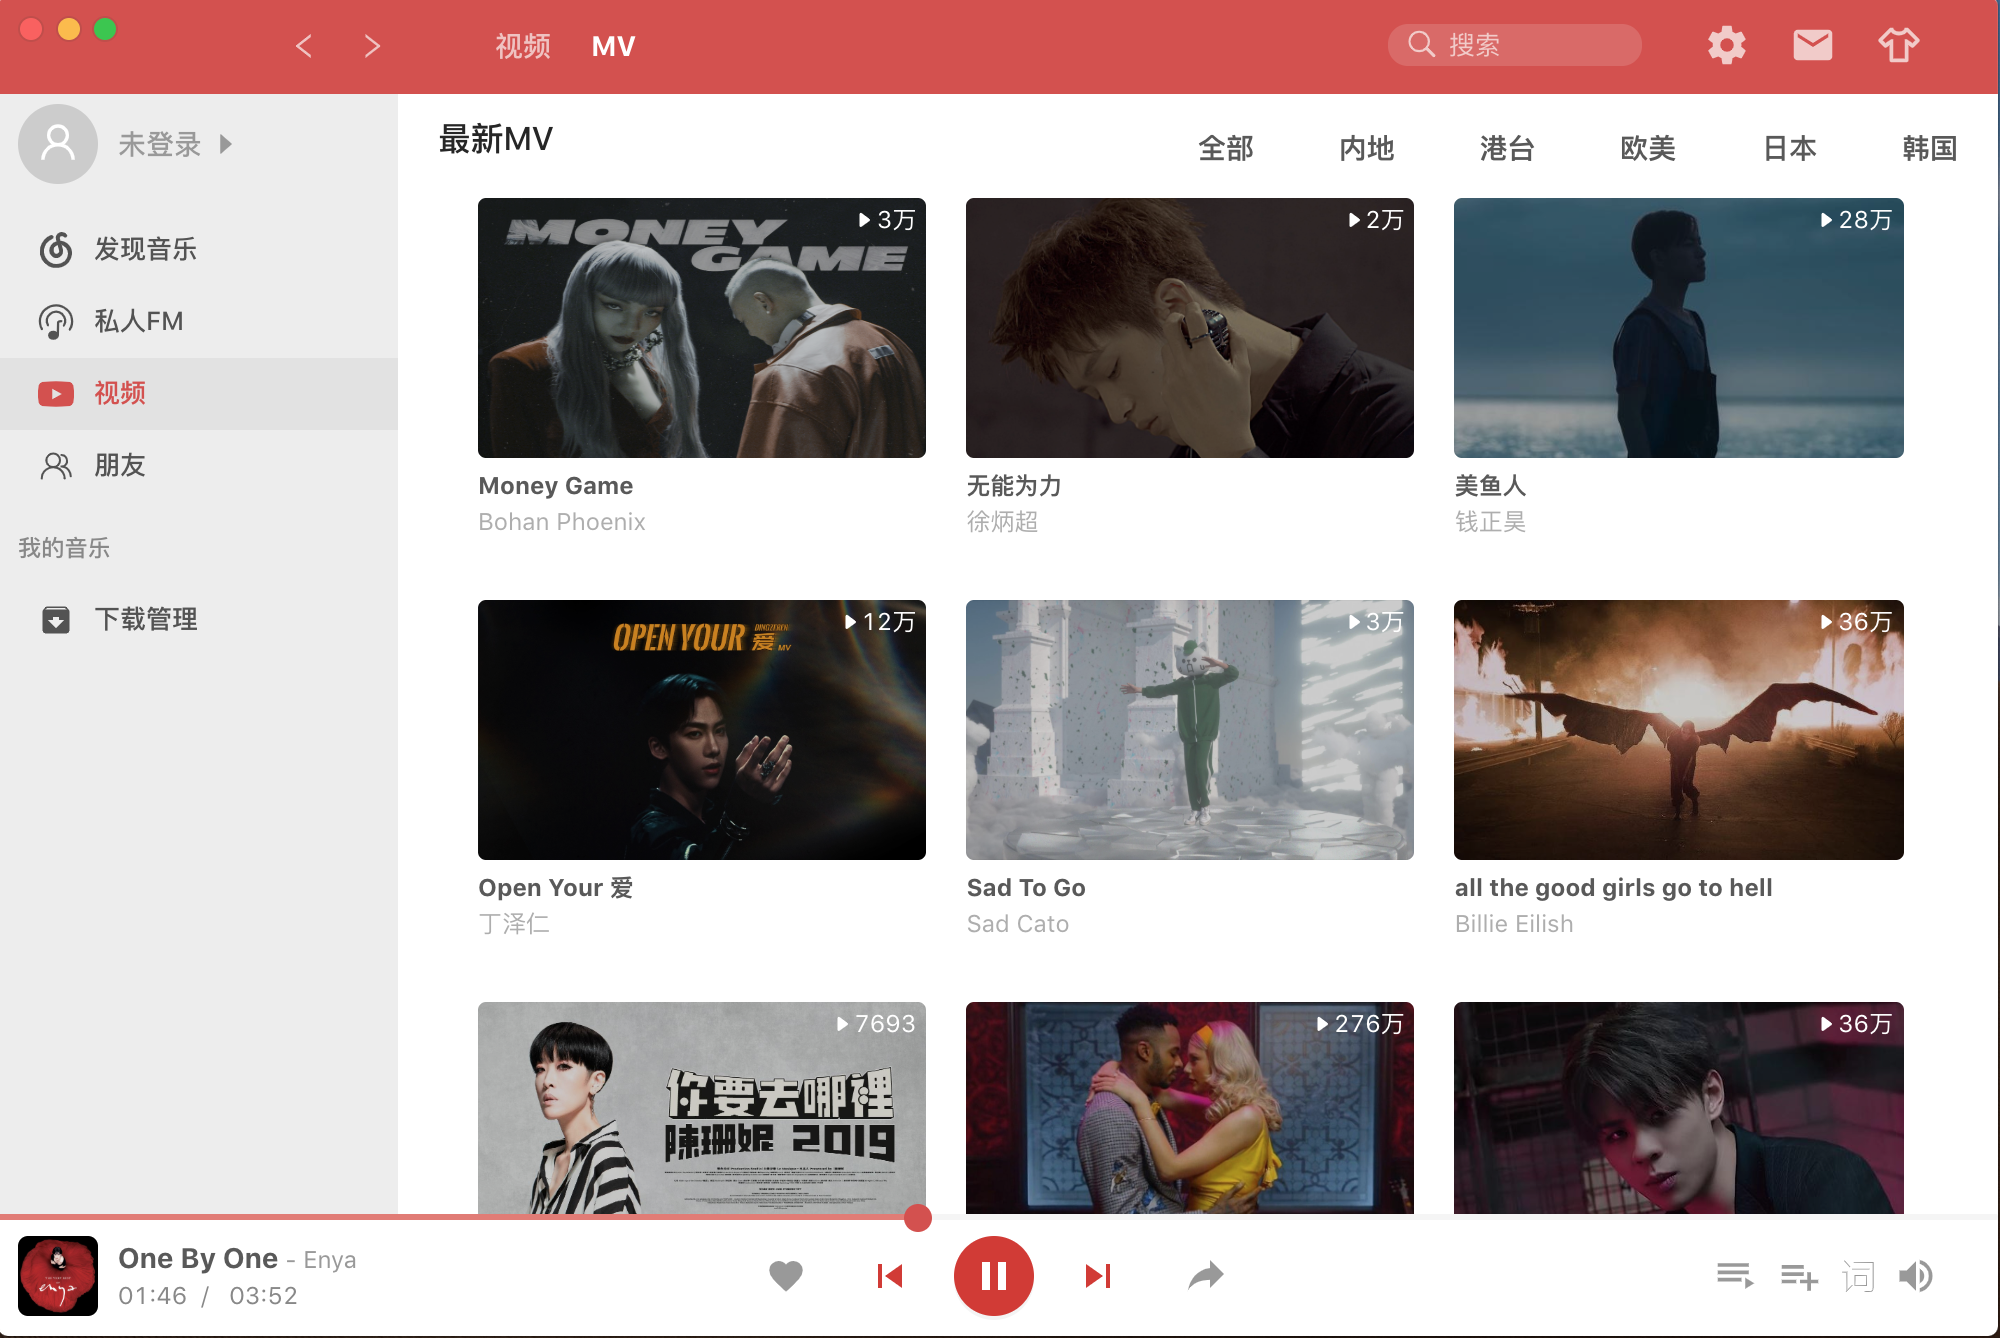 视频 MV 搜索
未登录
发现音乐
私人FM
视频
朋友
我的音乐
下载管理
最新MV 全部 内地 港台 欧美 日本 韩国
MONEY GAME 3万
Money Game
Bohan Phoenix
2万
无能为力
徐炳超
28万
美鱼人
钱正昊
OPEN YOUR 爱 MV 12万
Open Your 爱
丁泽仁
3万
Sad To Go
Sad Cato
36万
all the good girls go to hell
Billie Eilish
7693
你要去哪裡
陳珊妮 2019
276万
36万
enya
One By One - Enya
01:46 / 03:52
词